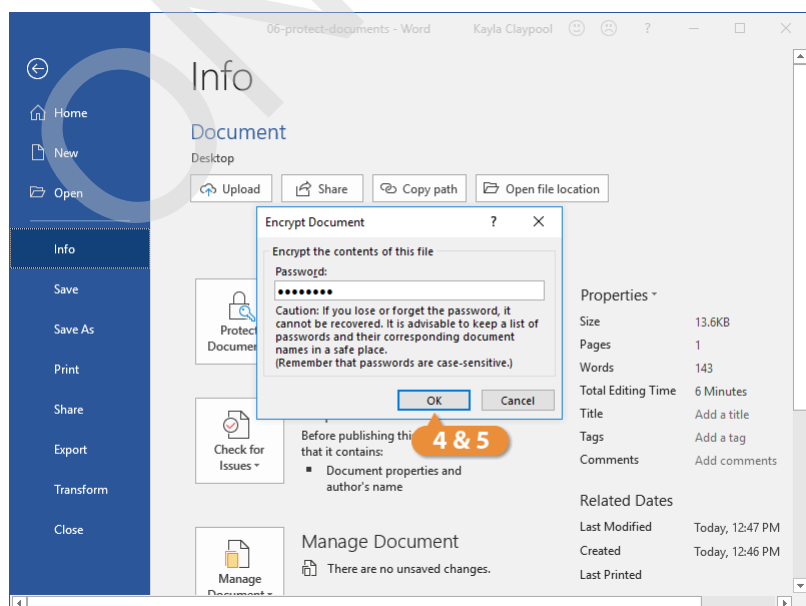 06-protect-documents - Word Kayla Claypool ?
Info
Home
Document
New
Desktop
Open
Upload Share Copy path Open file location
Encrypt Document ?
Info
Encrypt the contents of this file
Password:
Save
Properties
Caution: If you lose or forget the password, it
cannot be recovered. It is advisable to keep a list of
passwords and their corresponding document
names in a safe place.
(Remember that passwords are case-sensitive.)
Size 13.6KB
Save As
Protect
Pages 1
Print
Words 143
OK Cancel
Total Editing Time 6 Minutes
Share
Title Add a title
Before publishing thi
4 & 5
Tags Add a tag
Export
Check for
Issues
that it contains:
Comments Add comments
Document properties and
author's name
Transform
Related Dates
Close
Last Modified Today, 12:47 PM
Manage Document
Created Today, 12:46 PM
There are no unsaved changes.
Last Printed
Manage
Document